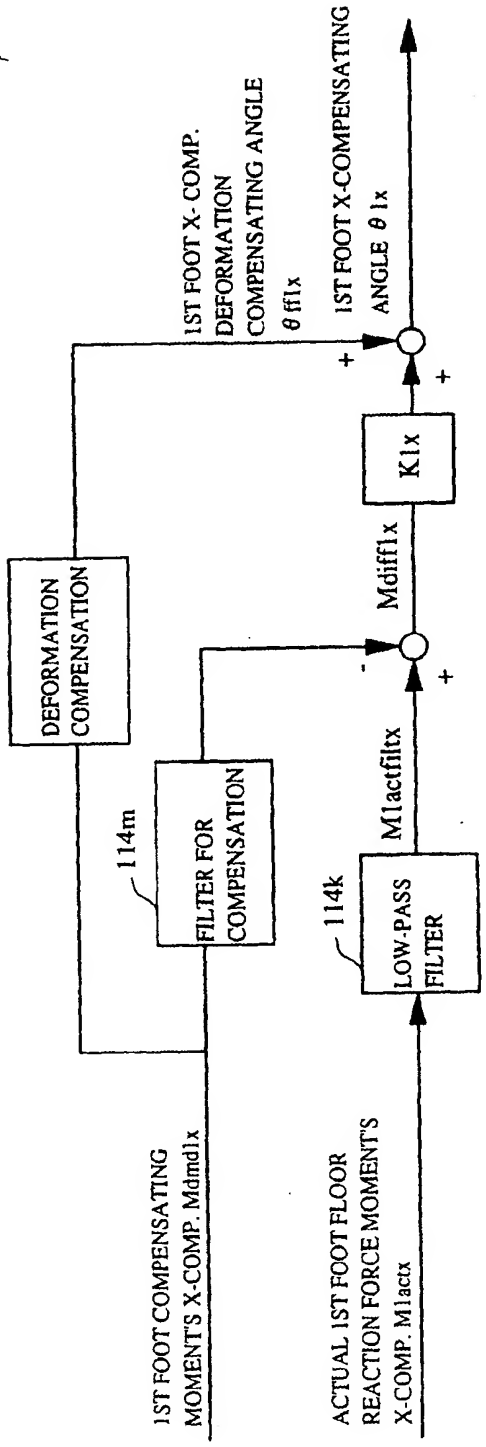 1ST FOOT COMPENSATING
MOMENT'S X-COMP. Mdmd1x
ACTUAL 1ST FOOT FLOOR
REACTION FORCE MOMENT'S
X-COMP. M1actx
DEFORMATION
COMPENSATION
114m
FILTER FOR
COMPENSATION
114k
LOW-PASS
FILTER
M1actfiltx
-
+
Mdiff1x
K1x
1ST FOOT X- COMP.
DEFORMATION
COMPENSATING ANGLE
θff1x
+
+
1ST FOOT X-COMPENSATING
ANGLE θ1x